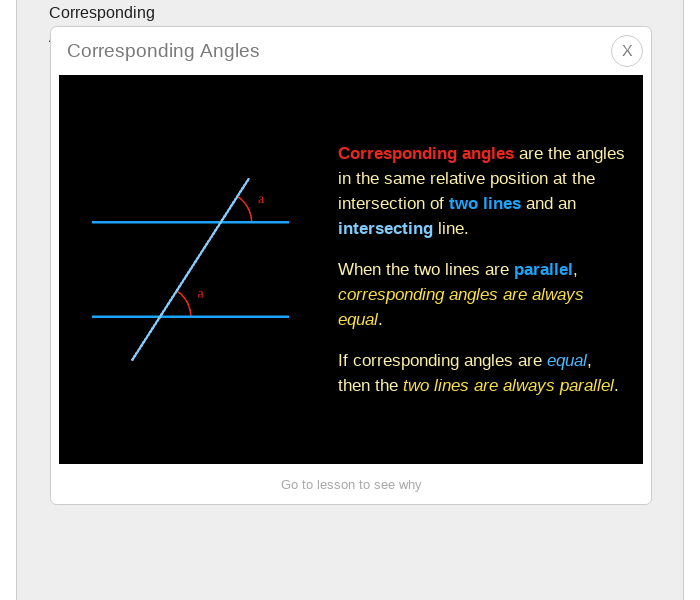 Corresponding
Corresponding Angles
X
Corresponding angles are the angles
in the same relative position at the
intersection of two lines and an
intersecting line.
a
When the two lines are parallel,
corresponding angles are always
equal.
a
If corresponding angles are equal,
then the two lines are always parallel.
Go to lesson to see why